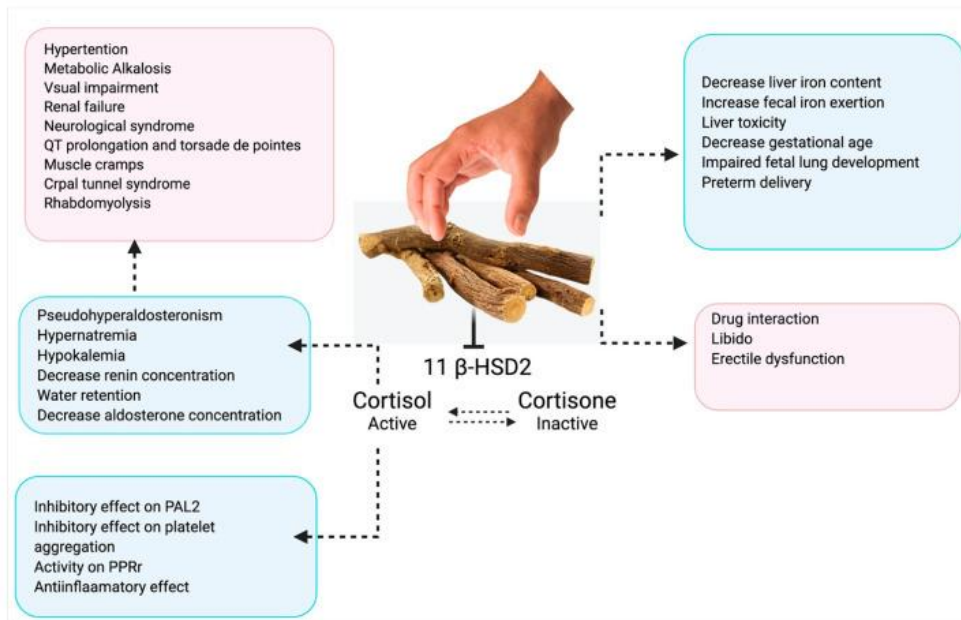 Hypertention
Metabolic Alkalosis
Vsual impairment
Renal failure
Neurological syndrome
QT prolongation and torsade de pointes
Muscle cramps
Crpal tunnel syndrome
Rhabdomyolysis
Decrease liver iron content
Increase fecal iron exertion
Liver toxicity
Decrease gestational age
Impaired fetal lung development
Preterm delivery
Pseudohyperaldosteronism
Hypernatremia
Hypokalemia
Decrease renin concentration
Water retention
Decrease aldosterone concentration
Drug interaction
Libido
Erectile dysfunction
11 β-HSD2
Cortisol
Active
Cortisone
Inactive
Inhibitory effect on PAL2
Inhibitory effect on platelet
aggregation
Activity on PPRr
Antiinflaamatory effect